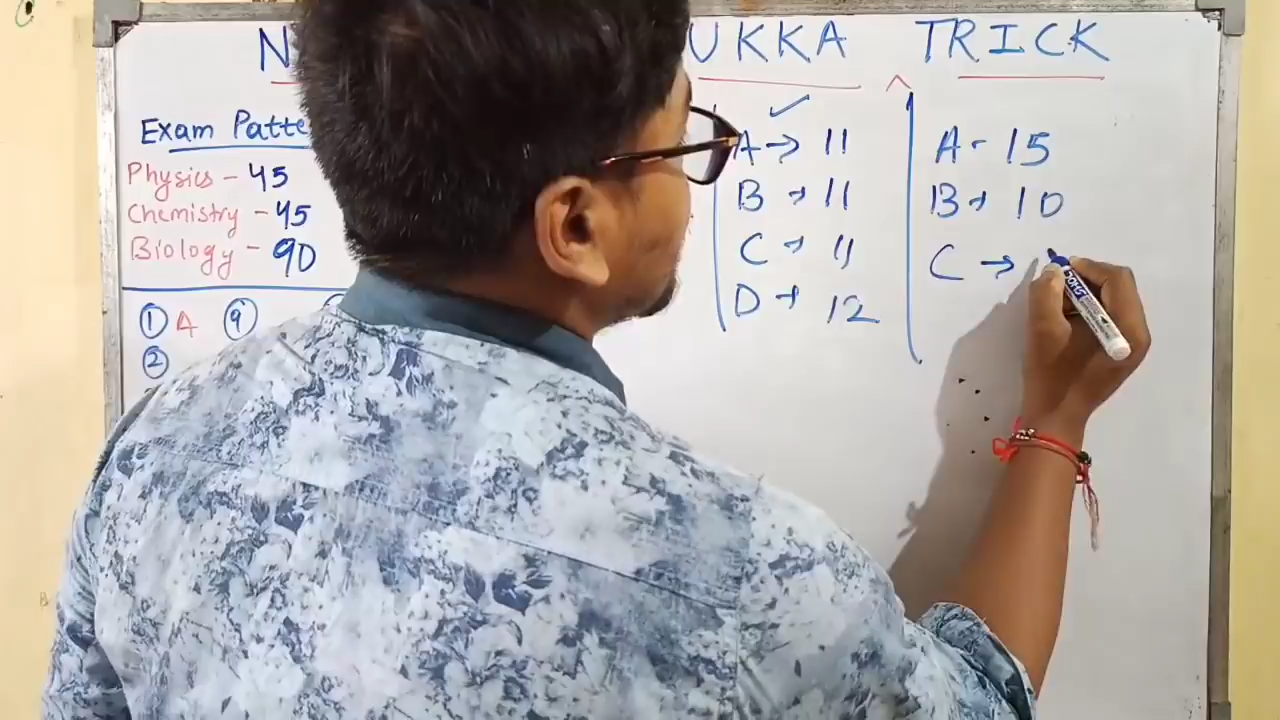 UKKA TRICK
Exam Patte
Physics - 45
Chemistry - 45
Biology - 90
① A ⑨
②
A → 11
B → 11
C → 11
D → 12
A - 15
B → 10
C →